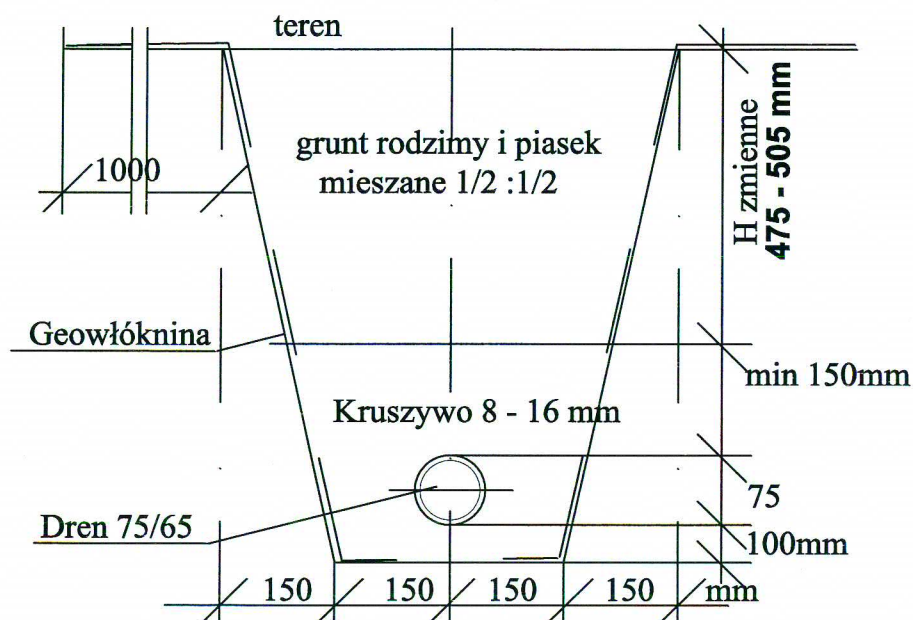 teren
grunt rodzimy i piasek
mieszane 1/2 :1/2
1000
H zmienne
475 - 505 mm
Geowłóknina
min 150mm
Kruszywo 8 - 16 mm
75
Dren 75/65
100mm
150
150
150
150
mm